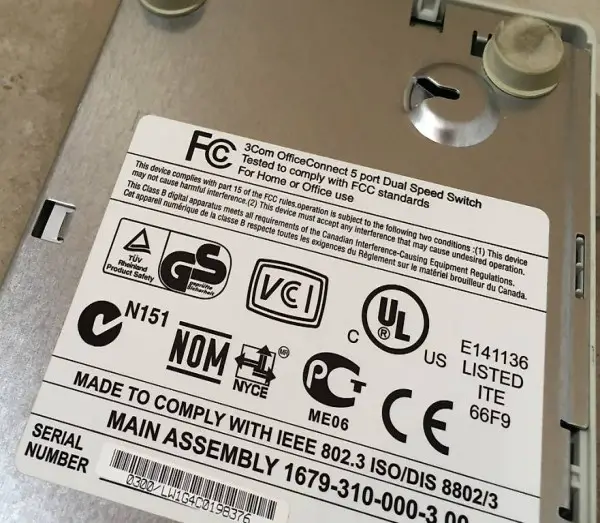 FC 3Com OfficeConnect 5 port Dual Speed Switch
Tested to comply with FCC standards
For Home or Office use
This device complies with part 15 of the FCC rules.operation is subject to the following two conditions :(1) This device
may not cause harmful interference.(2) This device must accept any interference that may cause undesired operation.
This Class B digital apparatus meets all requirements of the Canadian Interference-Causing Equipment Regulations.
Cet appareil numérique de la classe B respecte toutes les exigences du Règlement sur le matériel brouilleur du Canada.
TÜV
Rheinland
Product Safety
GS
geprüfte
Sicherheit
VCI
C
UL
®
US
E141136
LISTED
ITE
66F9
N151
NOM
NYCE
MR
PCT
ME06
CE
MADE TO COMPLY WITH IEEE 802.3 ISO/DIS 8802/3
MAIN ASSEMBLY 1679-310-000-3.00
SERIAL
NUMBER
0300/LW1G4C0198376